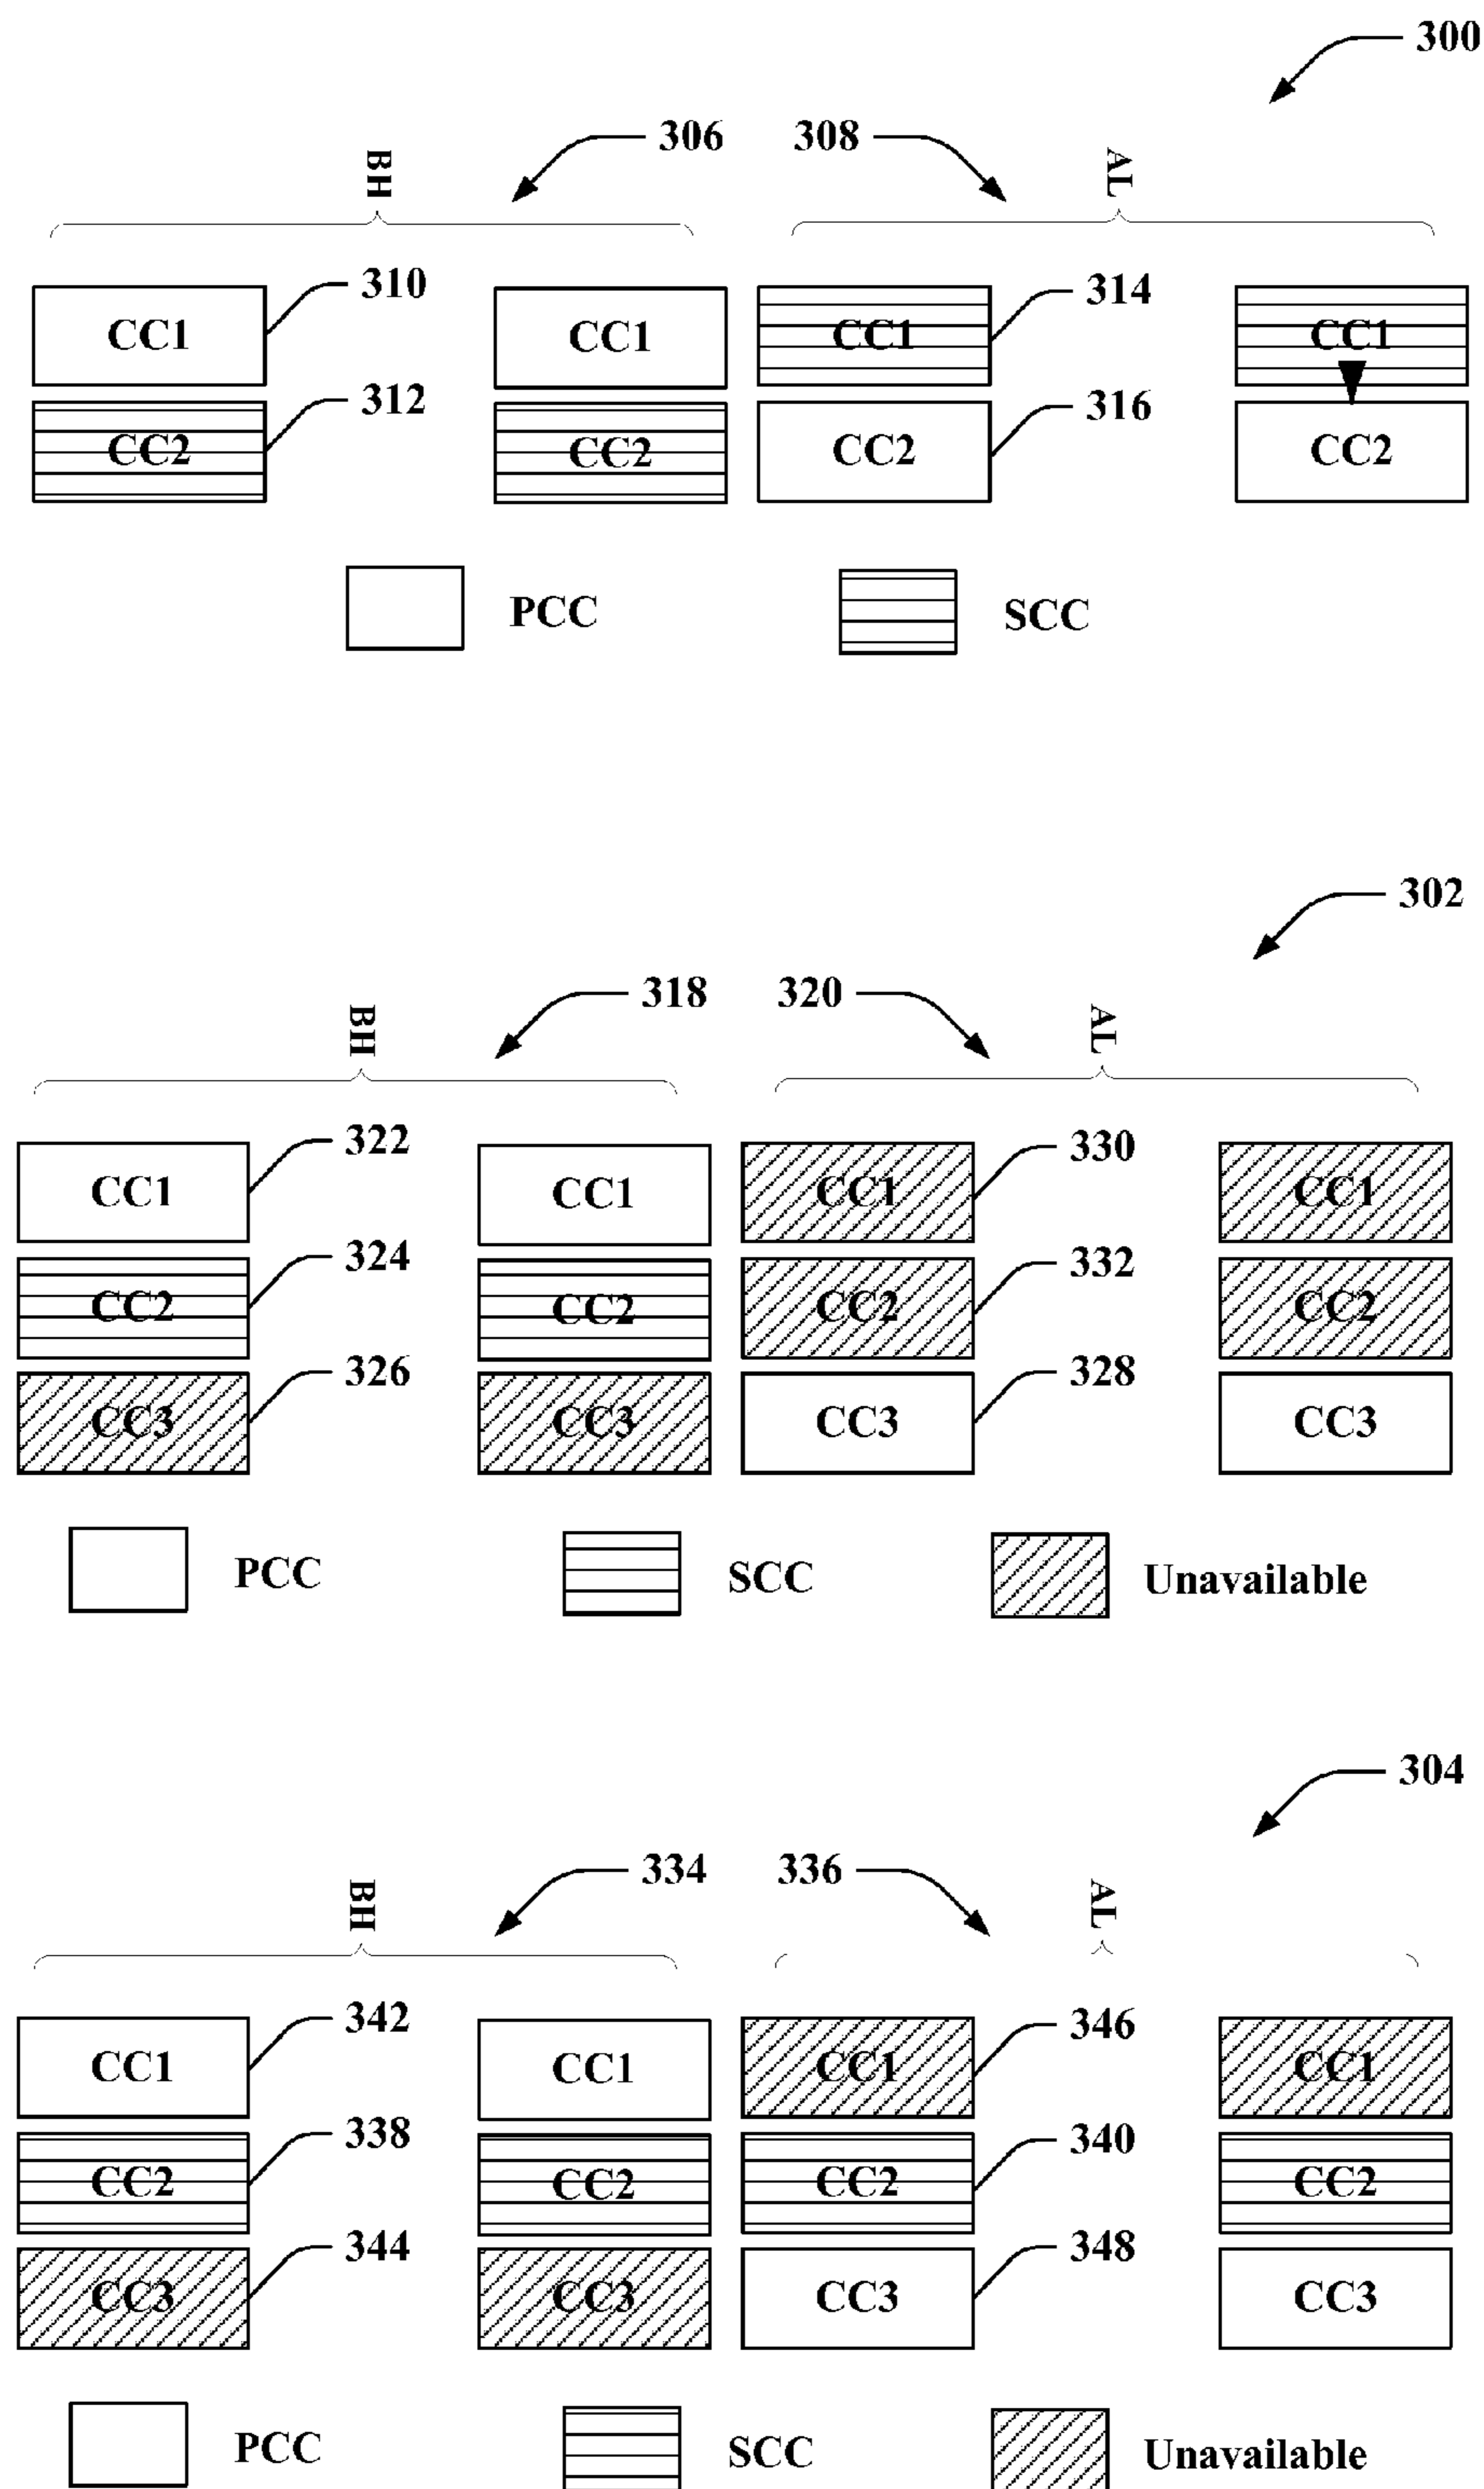 300
306 308
BH AL
CC1 310 CC1 CC1 314 CC1
CC2 312 CC2 CC2 316 CC2
PCC SCC
302
318 320
BH AL
CC1 322 CC1 CC1 330 CC1
CC2 324 CC2 CC2 332 CC2
CC3 326 CC3 CC3 328 CC3
PCC SCC Unavailable
304
334 336
BH AL
CC1 342 CC1 CC1 346 CC1
CC2 338 CC2 CC2 340 CC2
CC3 344 CC3 CC3 348 CC3
PCC SCC Unavailable